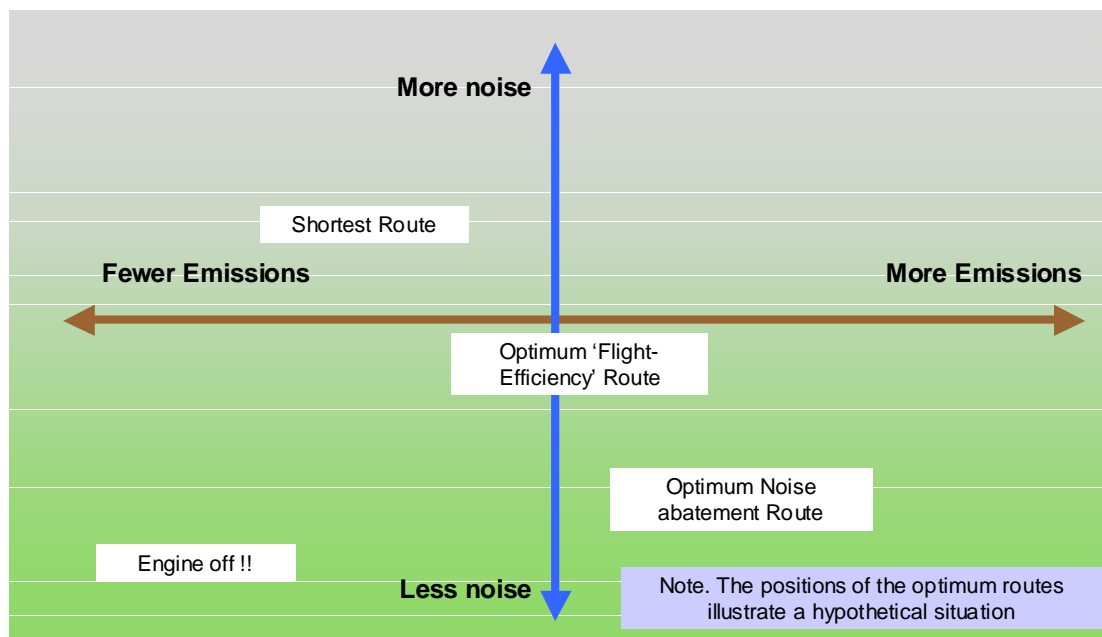 More noise
Shortest Route
Fewer Emissions
More Emissions
Optimum ‘Flight-
Efficiency’ Route
Optimum Noise
abatement Route
Engine off !!
Less noise
Note. The positions of the optimum routes
illustrate a hypothetical situation